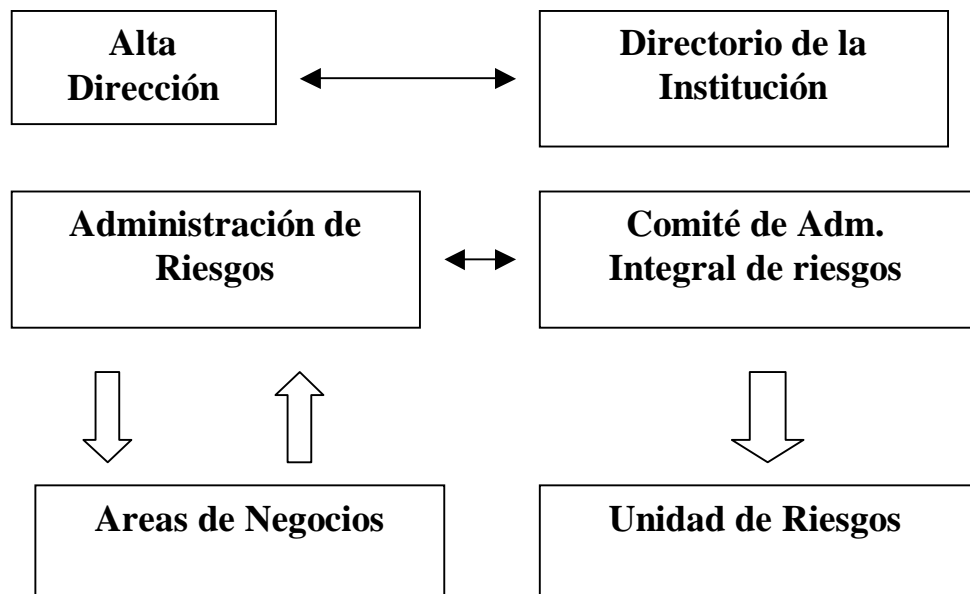 Alta
Dirección
Directorio de la
Institución
Administración de
Riesgos
Comité de Adm.
Integral de riesgos
Areas de Negocios
Unidad de Riesgos